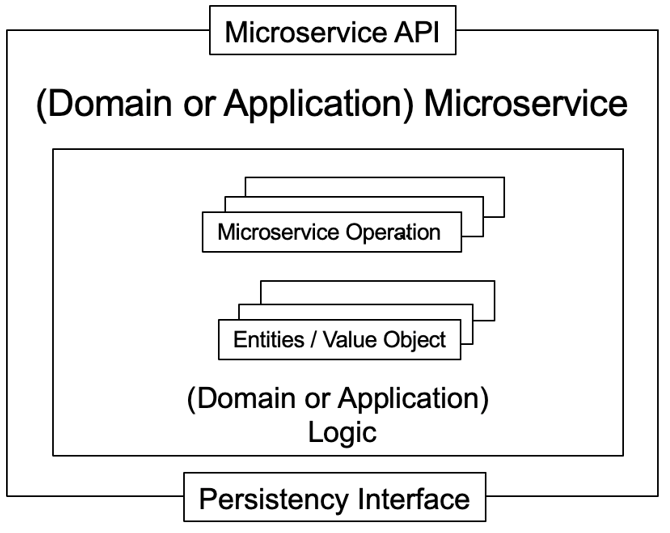 Microservice API
(Domain or Application) Microservice
Microservice Operation
Entities / Value Object
(Domain or Application)
Logic
Persistency Interface